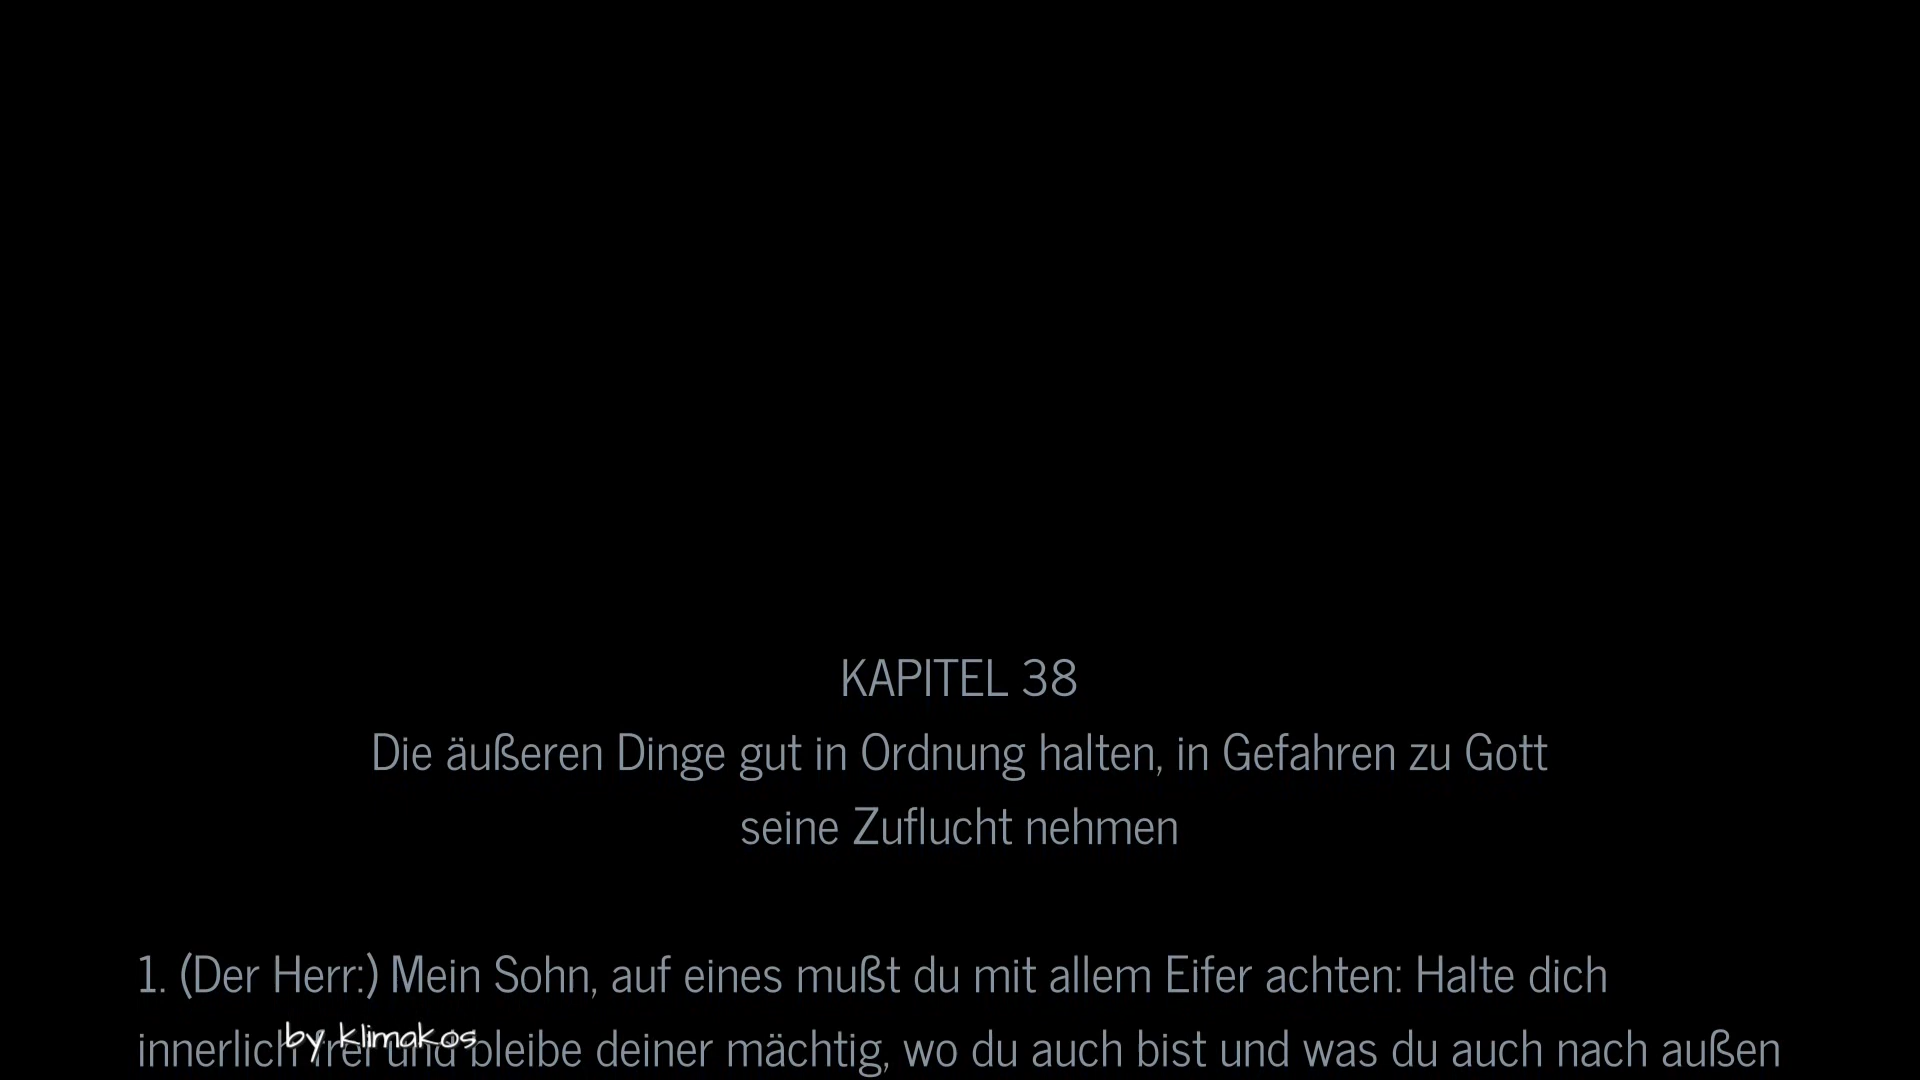 KAPITEL 38
Die äußeren Dinge gut in Ordnung halten, in Gefahren zu Gott
seine Zuflucht nehmen
1. (Der Herr:) Mein Sohn, auf eines mußt du mit allem Eifer achten: Halte dich
innerlich frei und bleibe deiner mächtig, wo du auch bist und was du auch nach außen
by klimakos